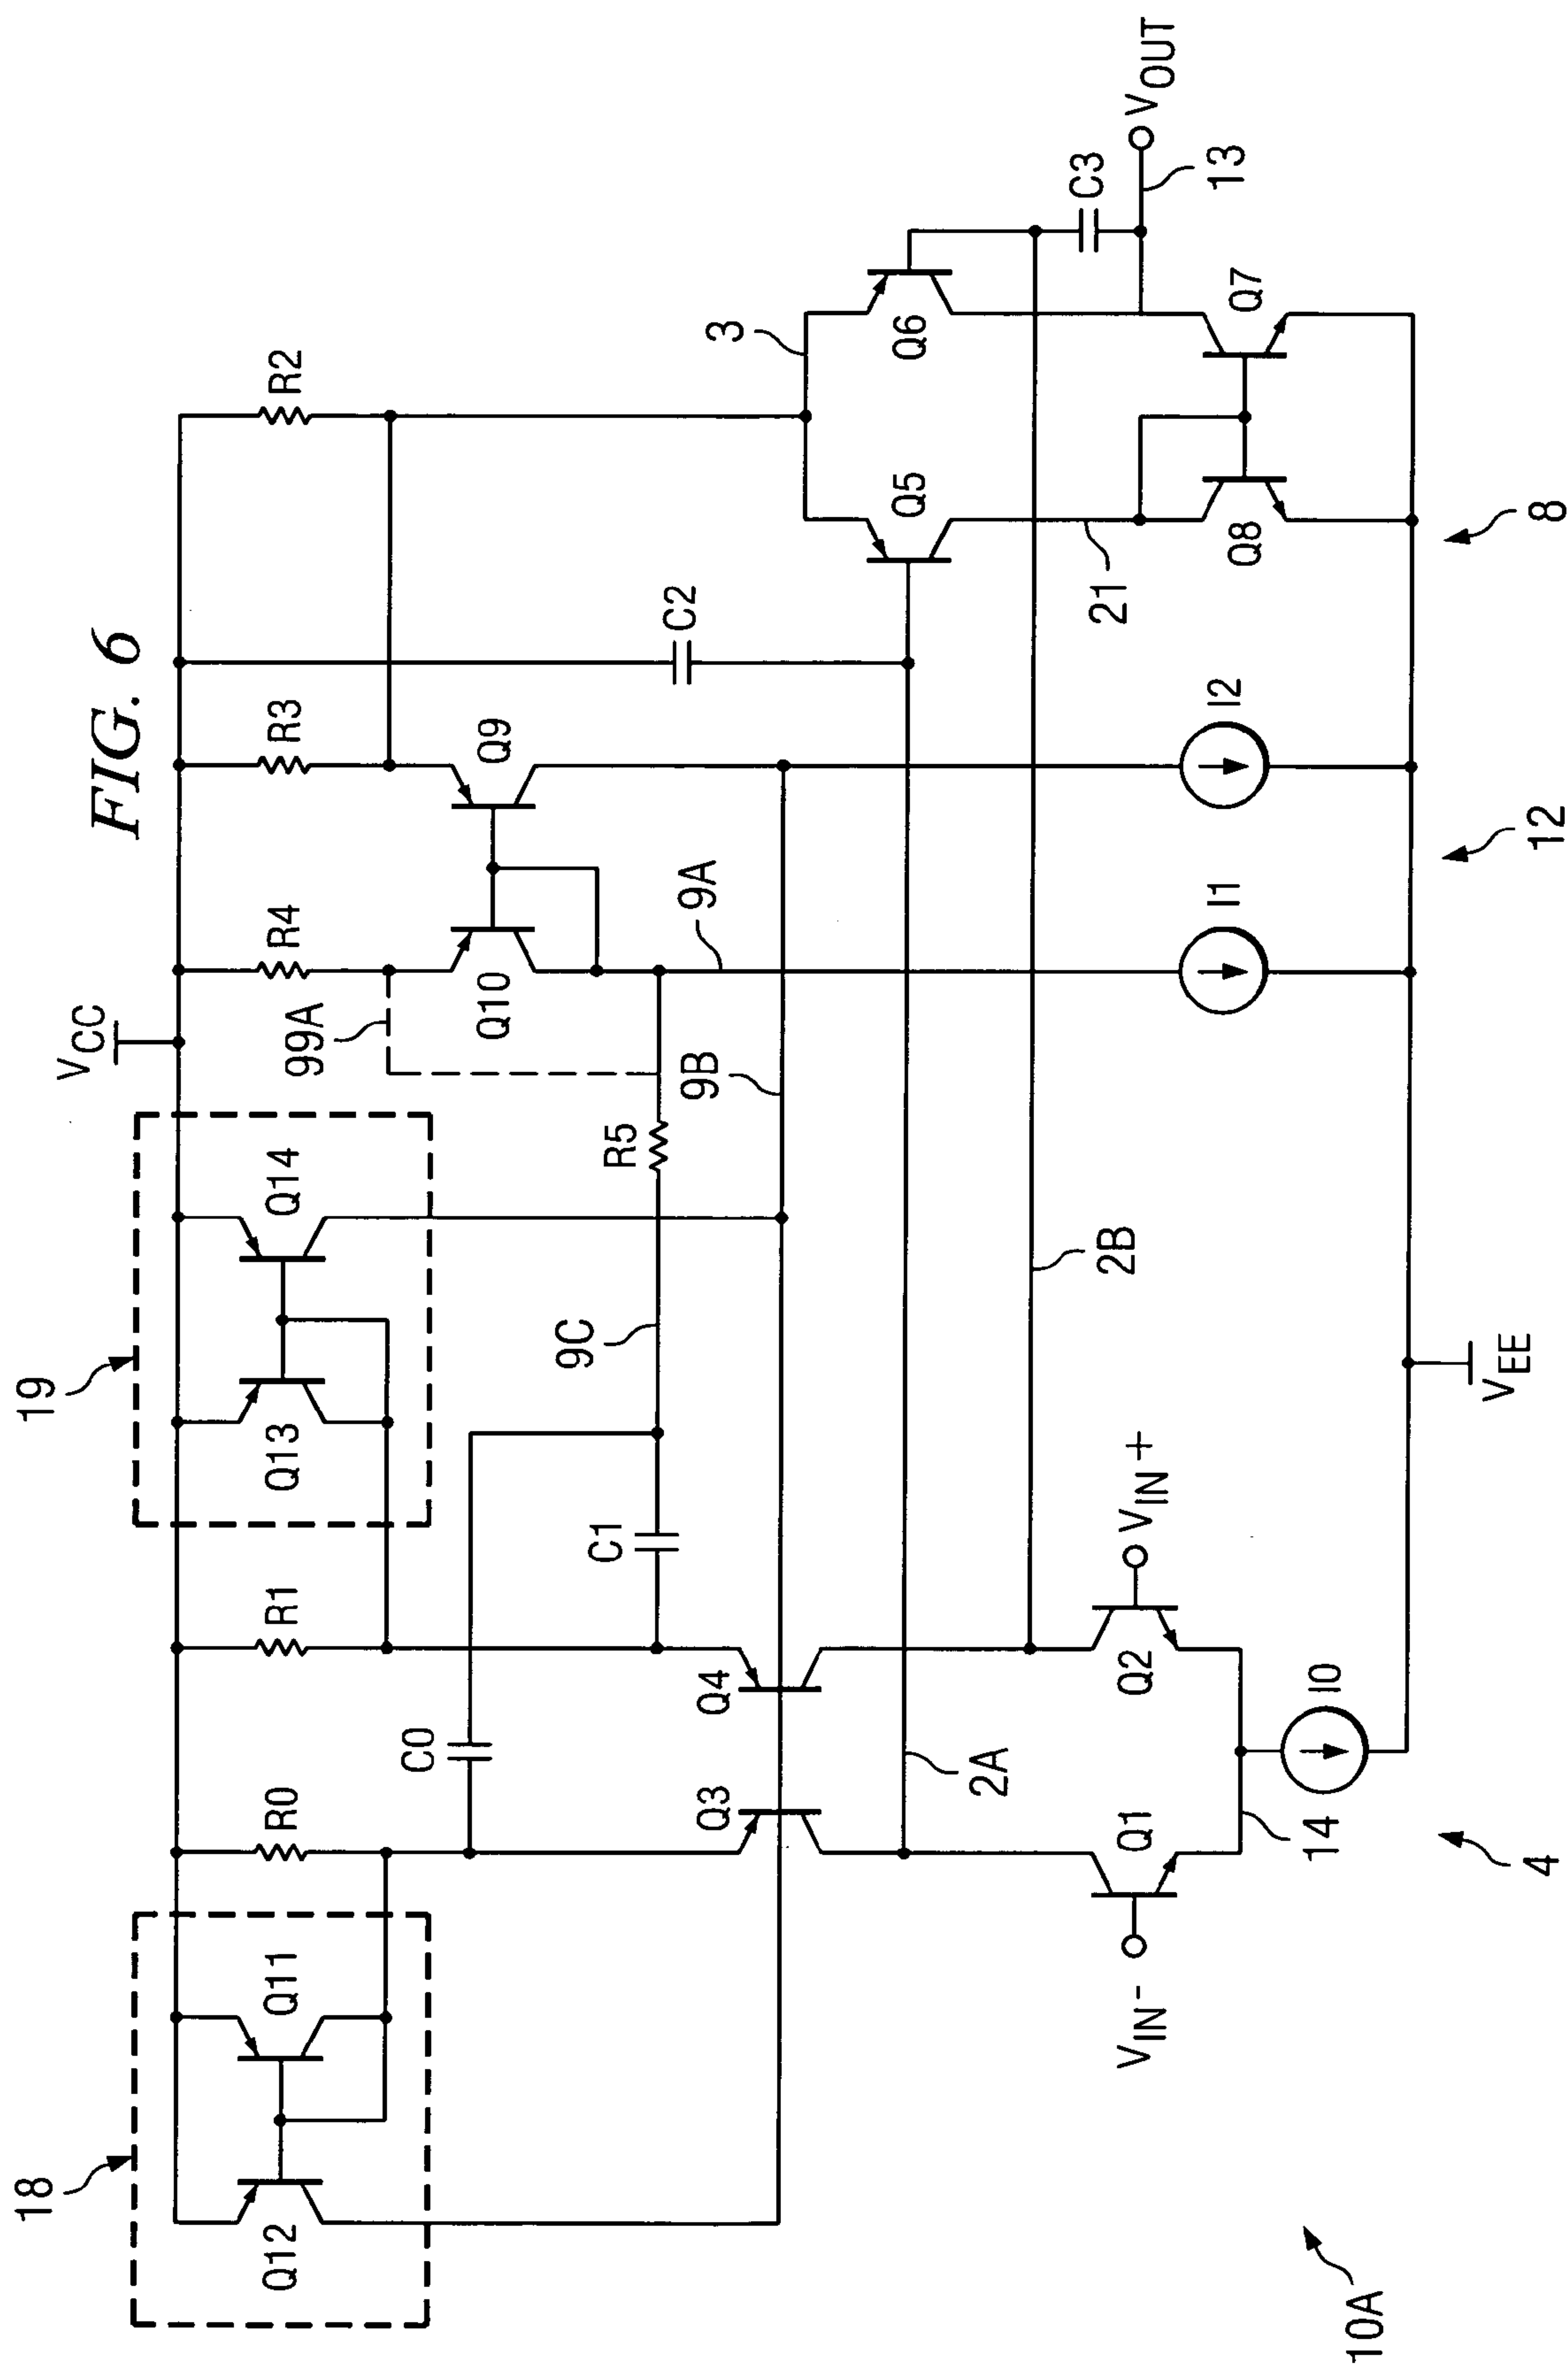 FIG. 6
VCC
19
18
Q14
Q13
Q11
Q12
R0
R1
R4
R3
R2
99A
Q10
Q9
C0
C1
R5
9C
9A
9B
C2
3
Q3
Q4
Q5
Q6
2A
2B
21
C3
VOUT
13
VIN-
Q1
Q2
VIN+
14
I0
I1
I2
Q8
Q7
VEE
4
12
8
10A